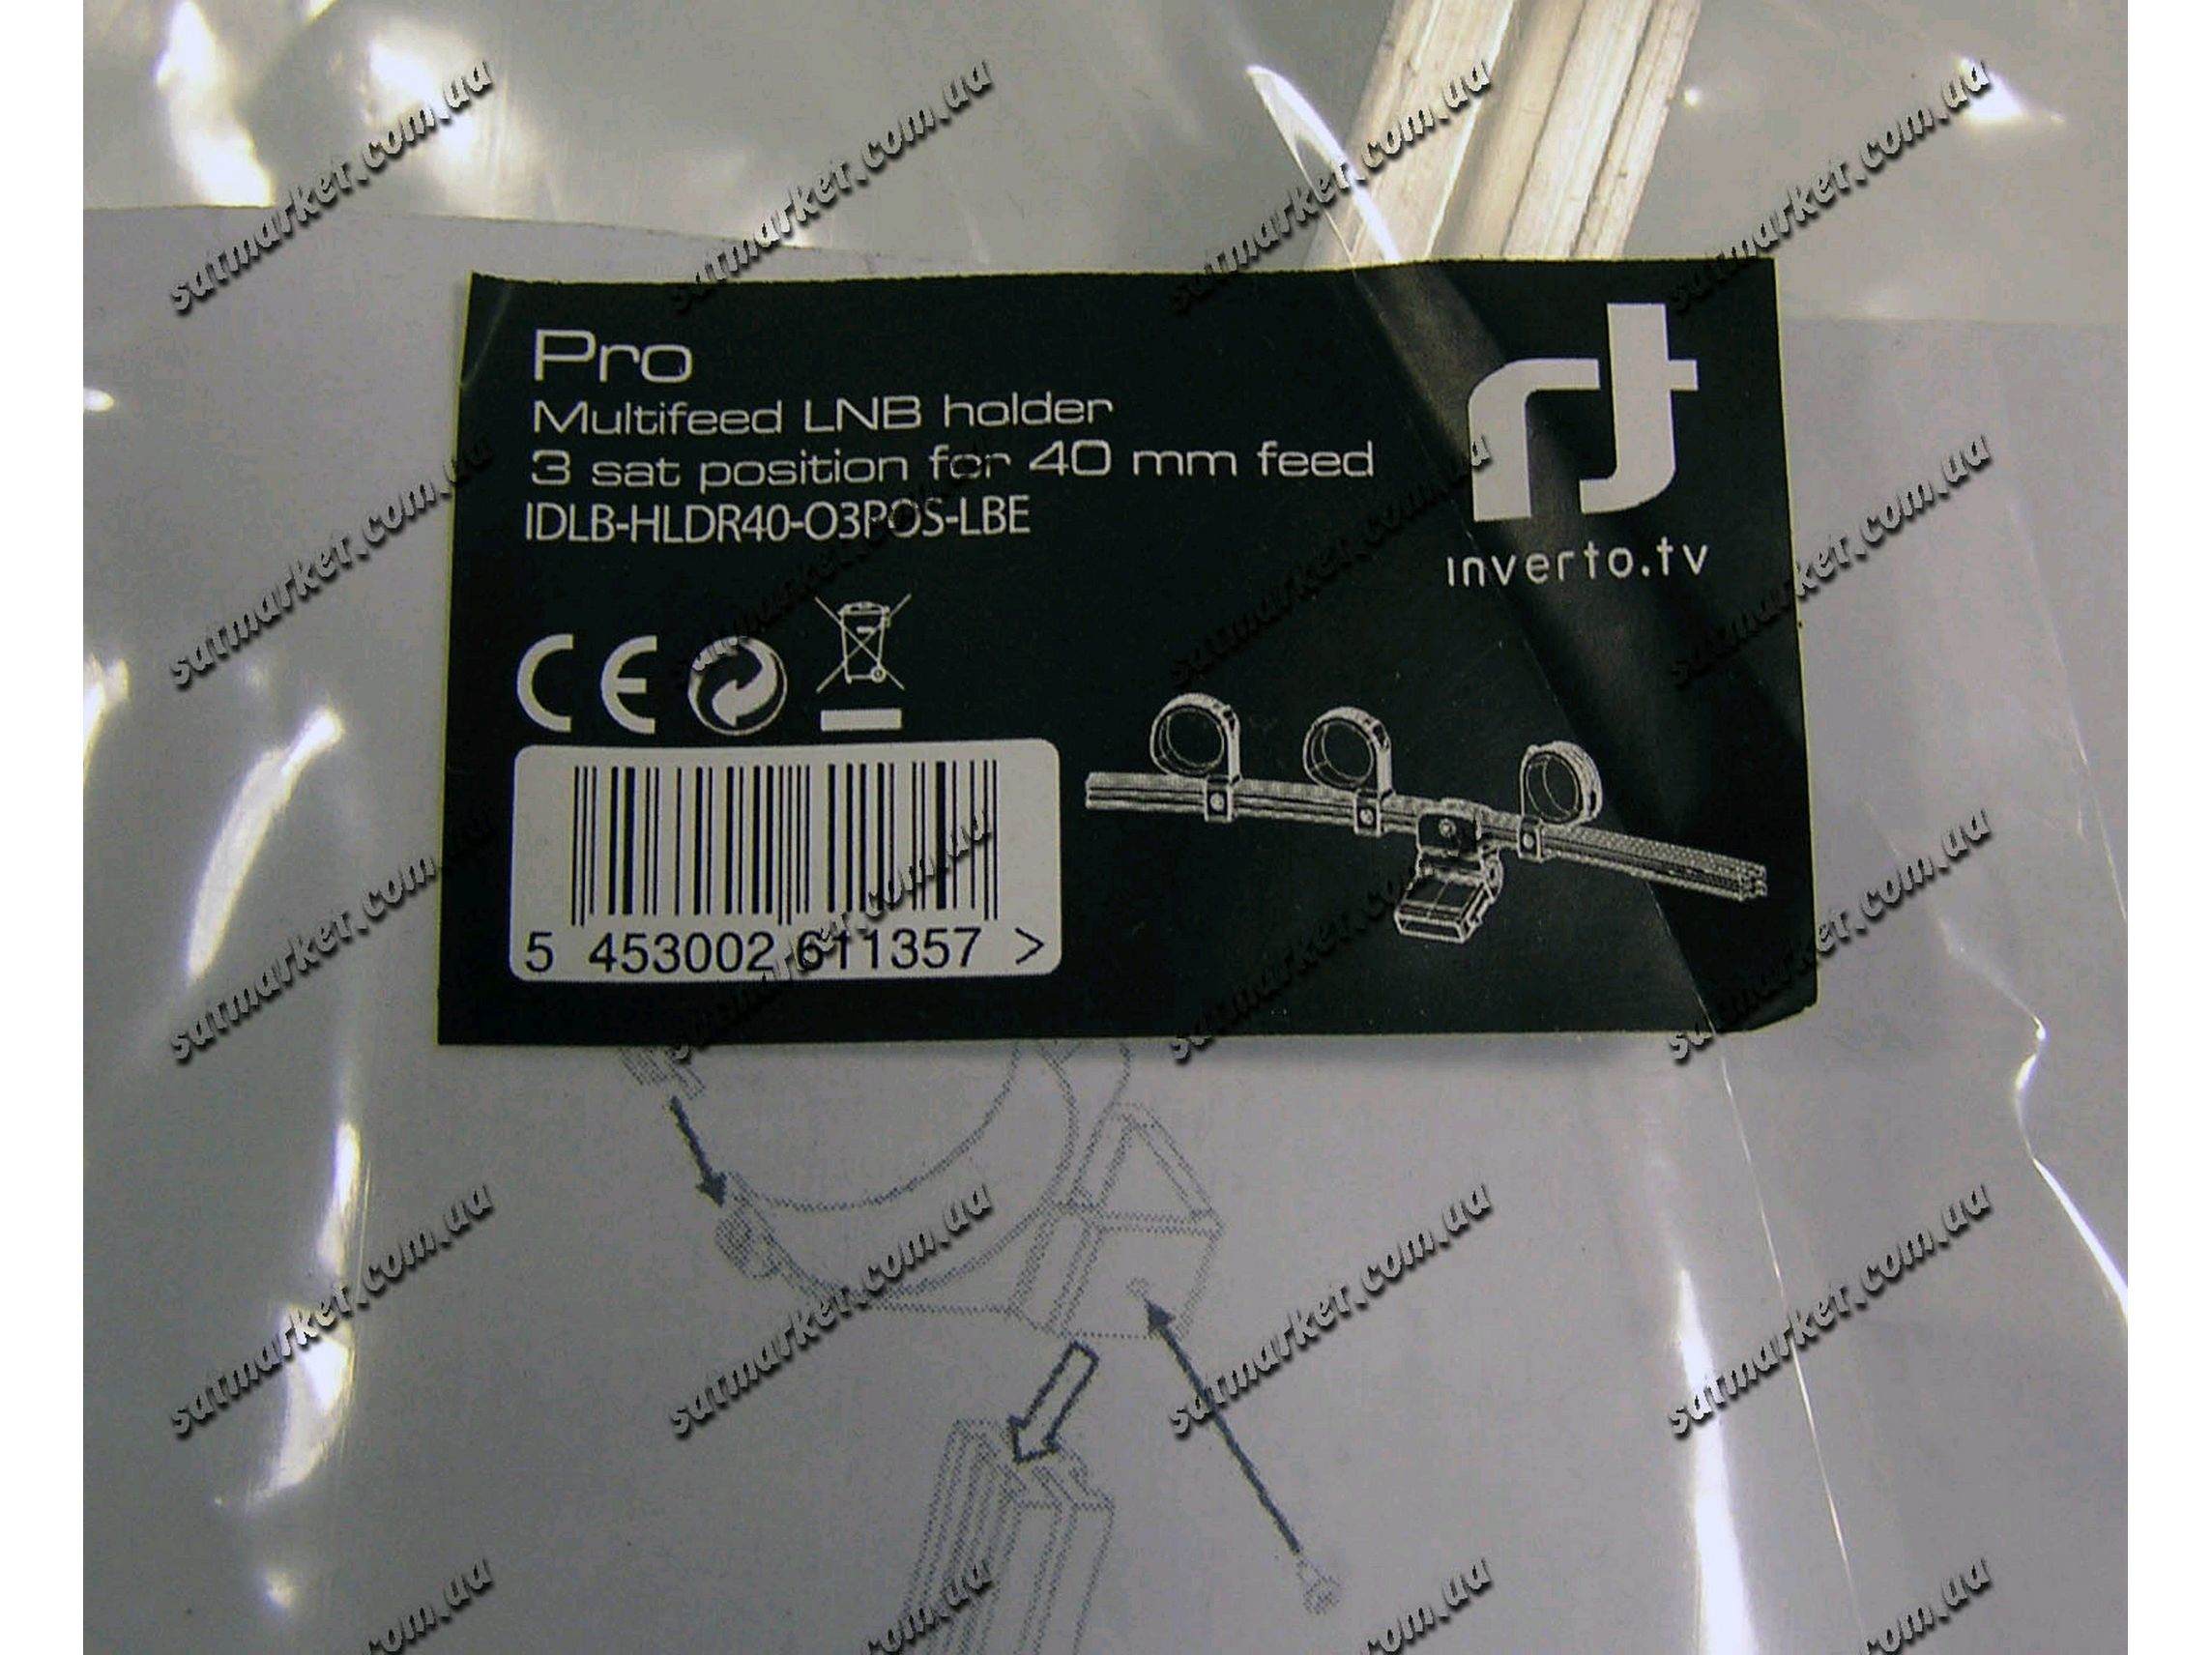 Pro
Multifeed LNB holder
3 sat position for 40 mm feed
IDLB-HLDR40-O3POS-LBE
inverto.tv
CE
5 453002 611357 >
satmarket.com.ua